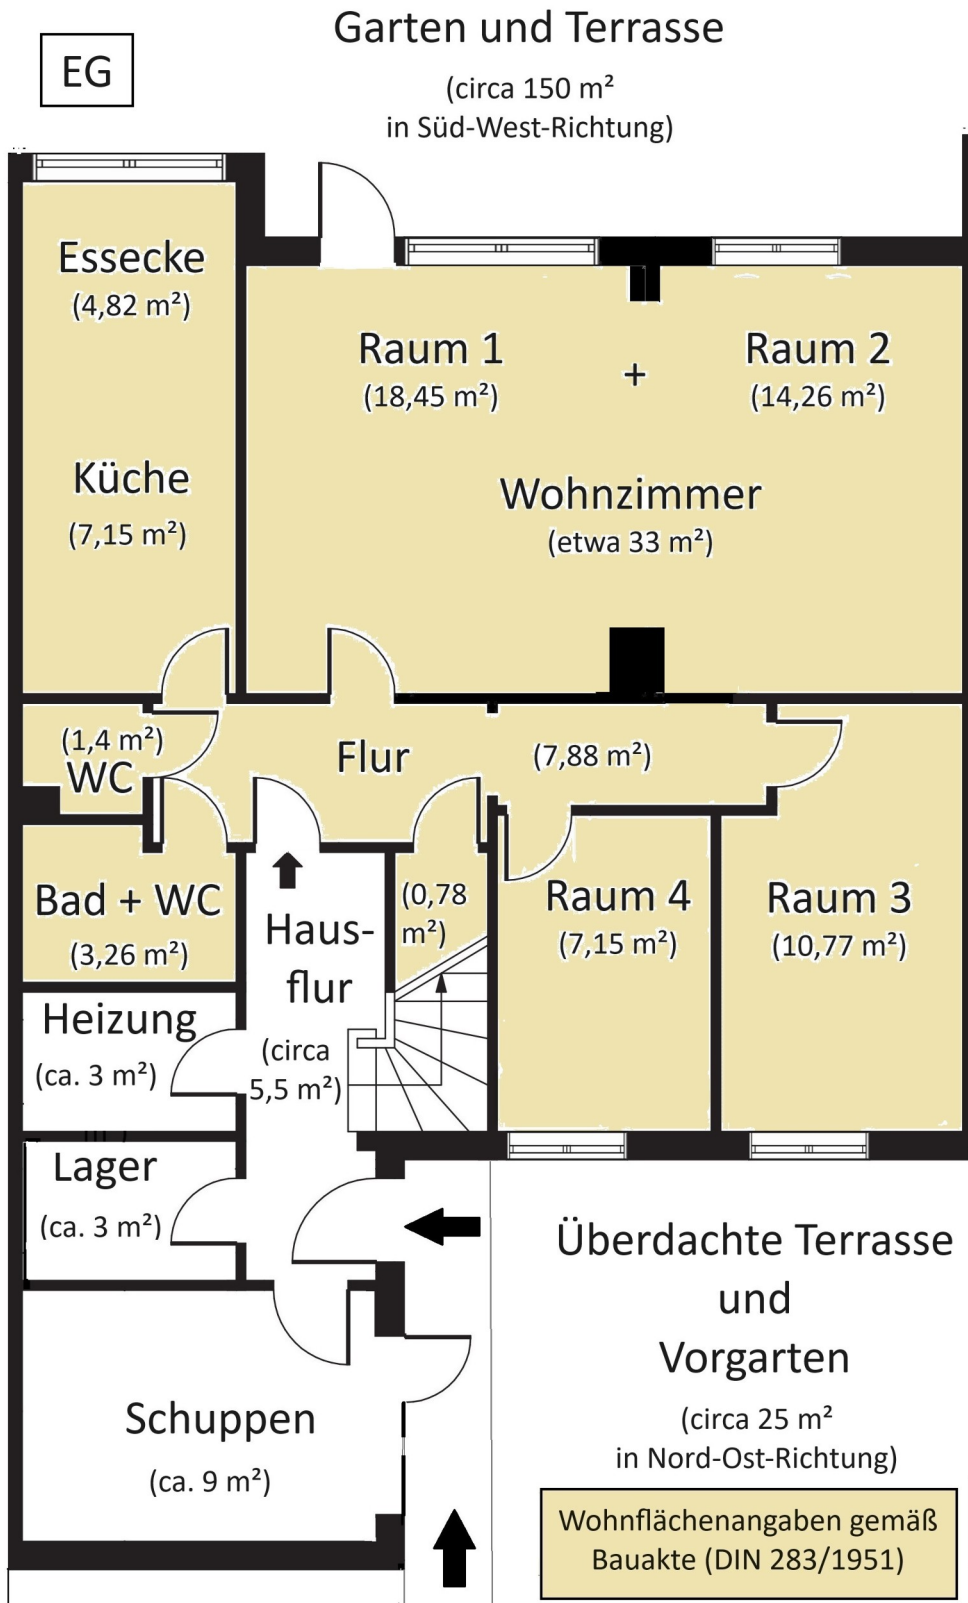 EG
Garten und Terrasse
(circa 150 m²
in Süd-West-Richtung)
Essecke
(4,82 m²)
Küche
(7,15 m²)
Raum 1
(18,45 m²)
+
Raum 2
(14,26 m²)
Wohnzimmer
(etwa 33 m²)
(1,4 m²)
WC
Flur
(7,88 m²)
Bad + WC
(3,26 m²)
Haus-
flur
(circa
5,5 m²)
(0,78
m²)
Raum 4
(7,15 m²)
Raum 3
(10,77 m²)
Heizung
(ca. 3 m²)
Lager
(ca. 3 m²)
Schuppen
(ca. 9 m²)
Überdachte Terrasse
und
Vorgarten
(circa 25 m²
in Nord-Ost-Richtung)
Wohnflächenangaben gemäß
Bauakte (DIN 283/1951)